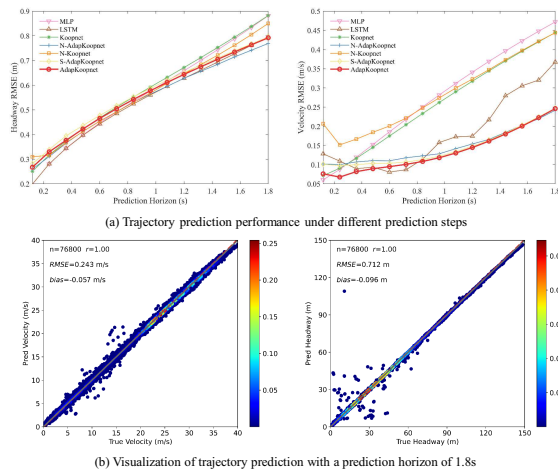 MLP
LSTM
Koopnet
N-AdapKoopnet
N-Koopnet
S-AdapKoopnet
AdapKoopnet
Headway RMSE (m)
0.9
0.8
0.7
0.6
0.5
0.4
0.3
0.2
0.2 0.4 0.6 0.8 1 1.2 1.4 1.6 1.8
Prediction Horizon (s)
MLP
LSTM
Koopnet
N-AdapKoopnet
N-Koopnet
S-AdapKoopnet
AdapKoopnet
Velocity RMSE (m/s)
0.5
0.45
0.4
0.35
0.3
0.25
0.2
0.15
0.1
0.05
0.2 0.4 0.6 0.8 1 1.2 1.4 1.6 1.8
Prediction Horizon (s)
(a) Trajectory prediction performance under different prediction steps
n=76800 r=1.00
RMSE=0.243 m/s
bias=-0.057 m/s
Pred Velocity (m/s)
40
35
30
25
20
15
10
5
0
0 5 10 15 20 25 30 35 40
True Velocity (m/s)
0.25
0.20
0.15
0.10
0.05
n=76800 r=1.00
RMSE=0.712 m
bias=-0.096 m
Pred Headway (m)
150
120
90
60
30
0
0 30 60 90 120 150
True Headway (m)
0.
0.
0.
0.
0.
0.
(b) Visualization of trajectory prediction with a prediction horizon of 1.8s